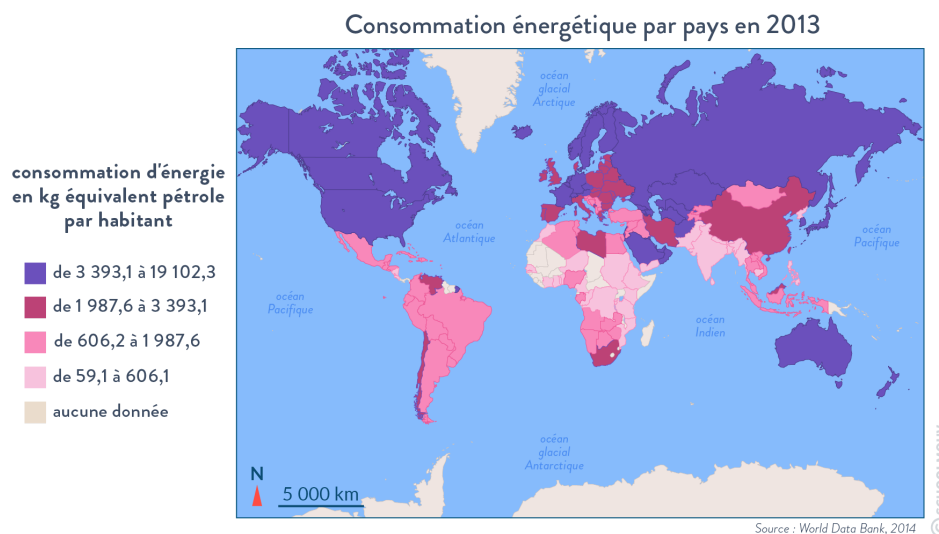 Consommation énergétique par pays en 2013
consommation d'énergie
en kg équivalent pétrole
par habitant
de 3 393,1 à 19 102,3
de 1 987,6 à 3 393,1
de 606,2 à 1 987,6
de 59,1 à 606,1
aucune donnée
océan
glacial
Arctique
océan
Atlantique
océan
Pacifique
océan
Pacifique
océan
Indien
océan
glacial
Antarctique
N
5 000 km
Source : World Data Bank, 2014